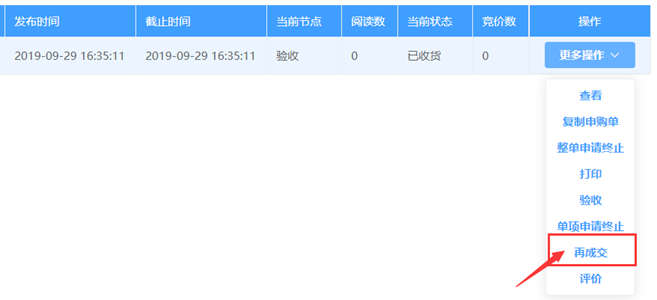 发布时间 截止时间 当前节点 阅读数 当前状态 竞价数 操作
2019-09-29 16:35:11 2019-09-29 16:35:11 验收 0 已收货 0 更多操作
查看
复制申购单
整单申请终止
打印
验收
单项申请终止
再成交
评价